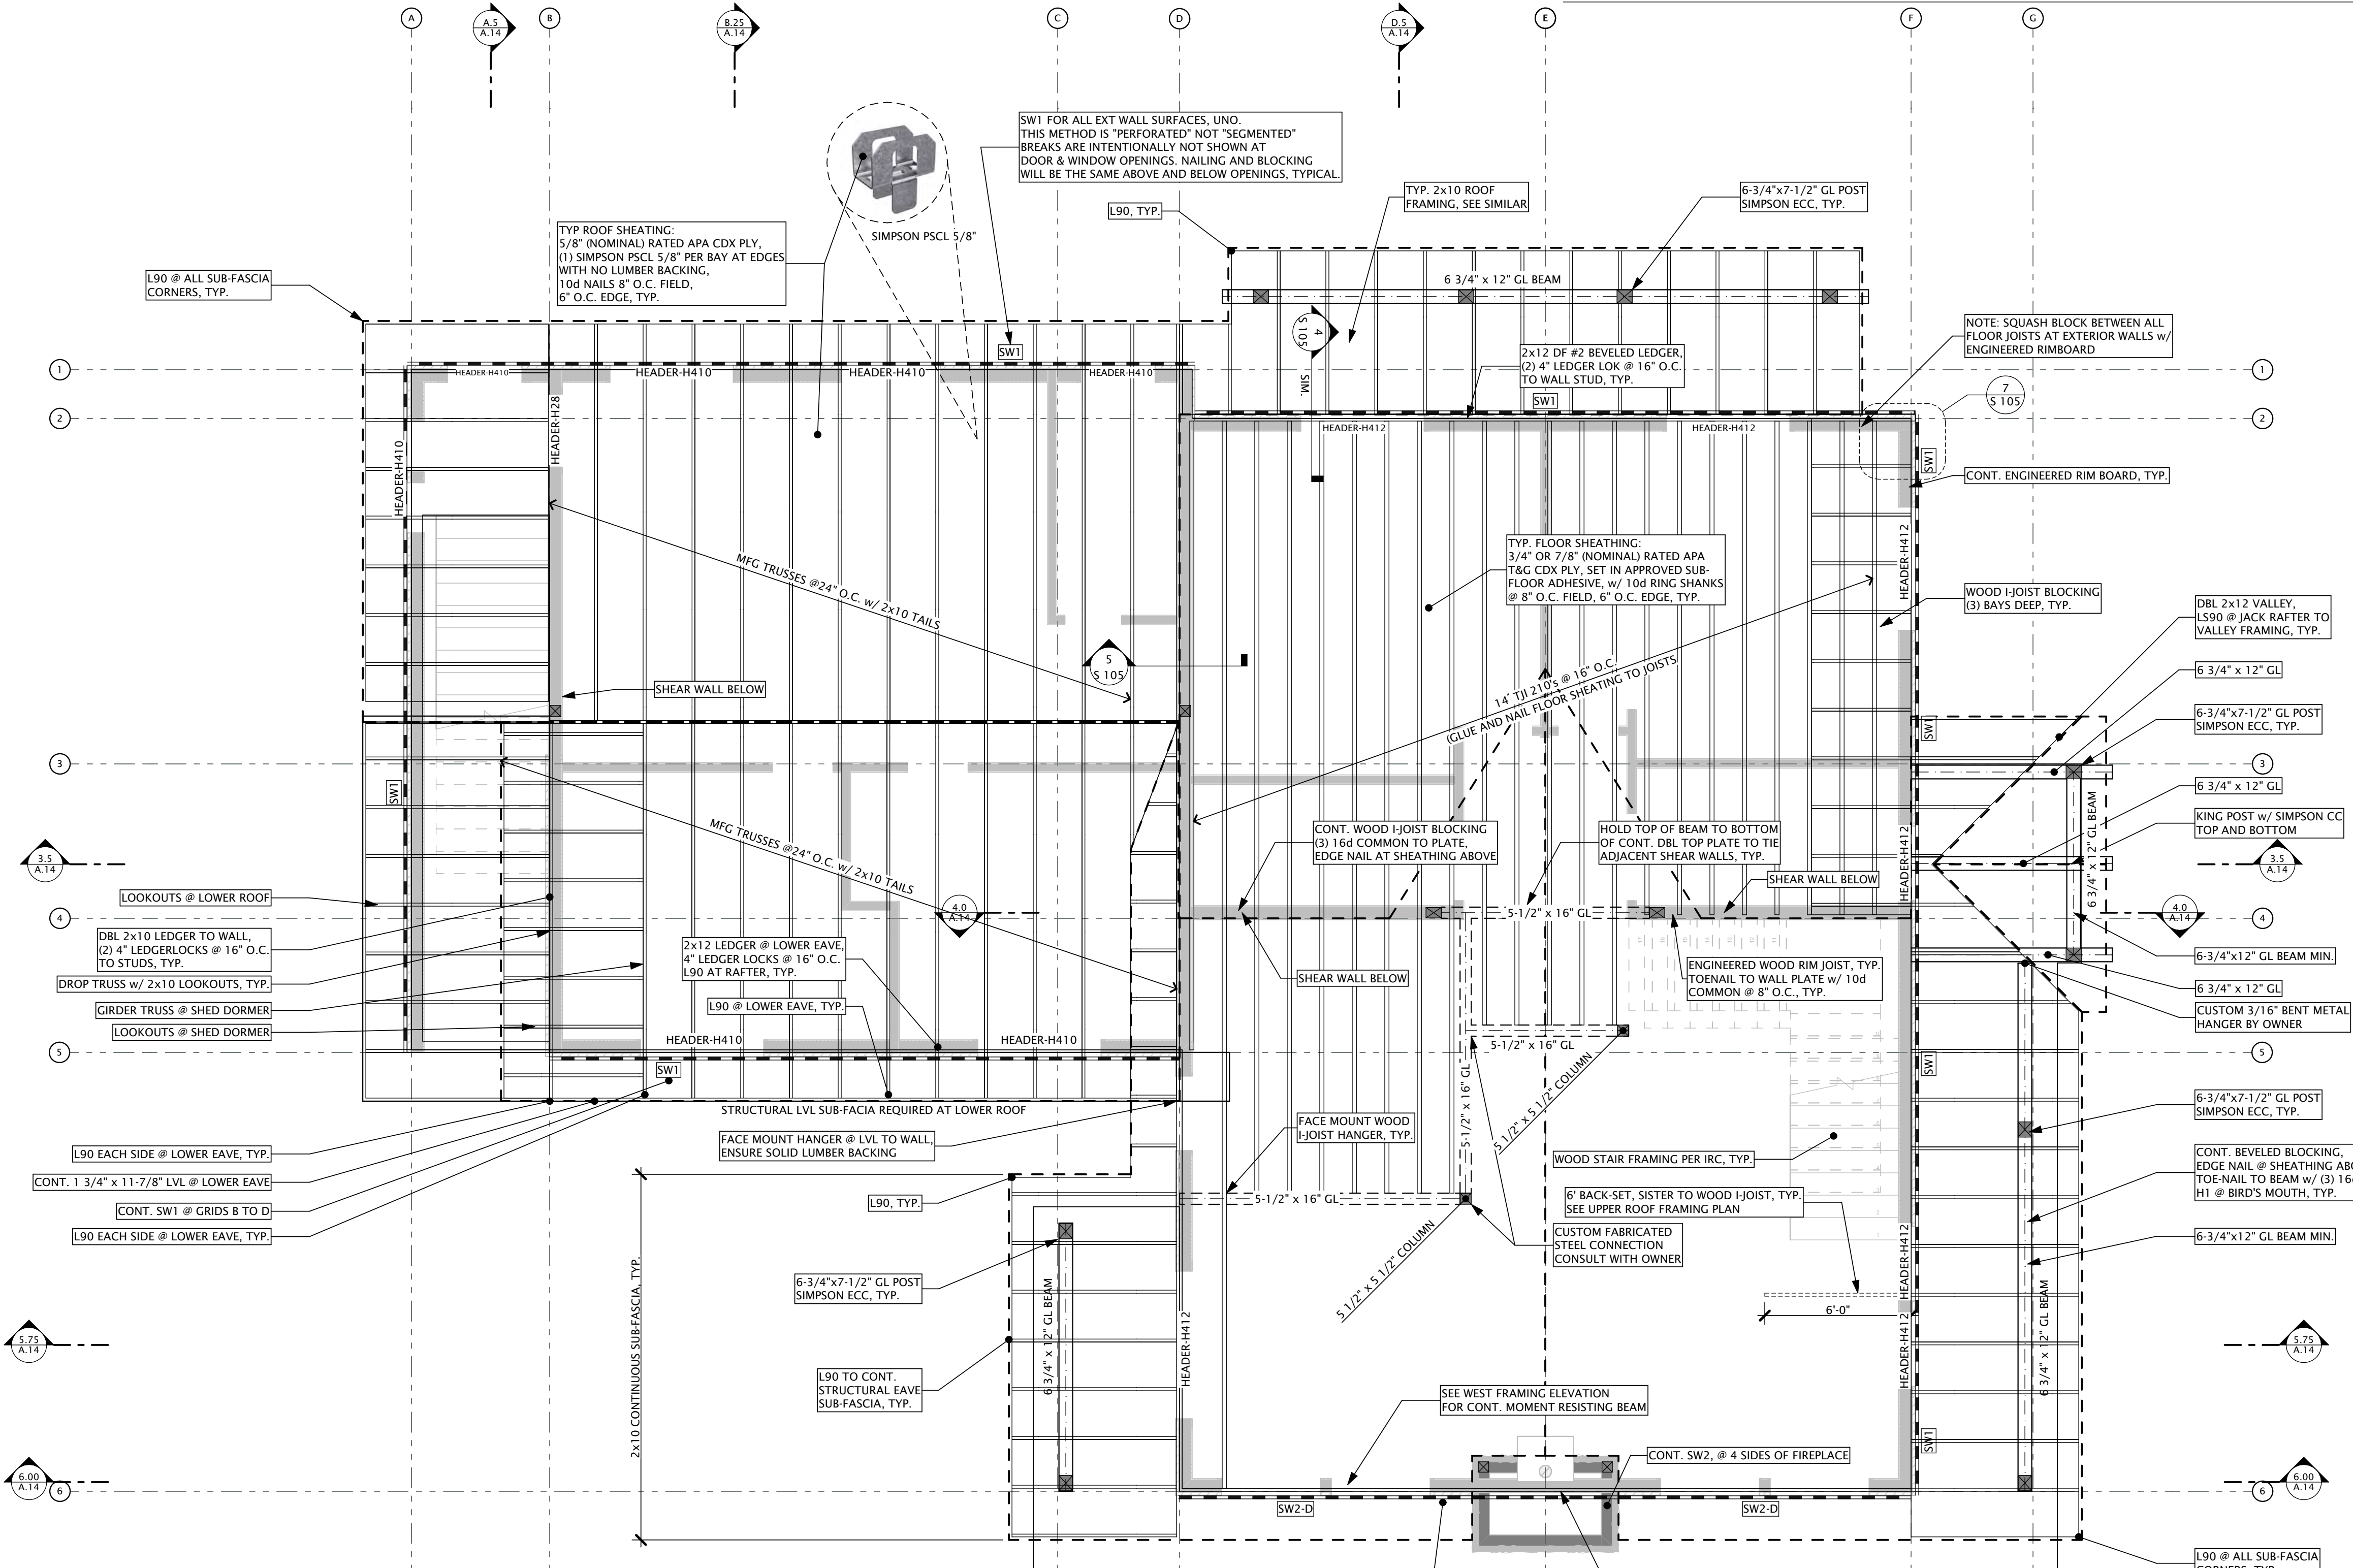 A
B
C
D
E
F
G
A.5
A.14
B.25
A.14
D.5
A.14
SW1 FOR ALL EXT WALL SURFACES, UNO.
THIS METHOD IS "PERFORATED" NOT "SEGMENTED"
BREAKS ARE INTENTIONALLY NOT SHOWN AT
DOOR & WINDOW OPENINGS. NAILING AND BLOCKING
WILL BE THE SAME ABOVE AND BELOW OPENINGS, TYPICAL.
TYP. 2x10 ROOF
FRAMING, SEE SIMILAR
6-3/4"x7-1/2" GL POST
SIMPSON ECC, TYP.
L90, TYP.
SIMPSON PSCL 5/8"
TYP ROOF SHEATING:
5/8" (NOMINAL) RATED APA CDX PLY,
(1) SIMPSON PSCL 5/8" PER BAY AT EDGES
WITH NO LUMBER BACKING,
10d NAILS 8" O.C. FIELD,
6" O.C. EDGE, TYP.
L90 @ ALL SUB-FASCIA
CORNERS, TYP.
6 3/4" x 12" GL BEAM
4
S 105
SIM.
NOTE: SQUASH BLOCK BETWEEN ALL
FLOOR JOISTS AT EXTERIOR WALLS w/
ENGINEERED RIMBOARD
SW1
2x12 DF #2 BEVELED LEDGER,
(2) 4" LEDGER LOK @ 16" O.C.
TO WALL STUD, TYP.
SW1
1
1
HEADER-H410
HEADER-H410
HEADER-H410
HEADER-H410
7
S 105
2
2
HEADER-H28
HEADER-H410
HEADER-H412
HEADER-H412
SW1
CONT. ENGINEERED RIM BOARD, TYP.
MFG TRUSSES @24" O.C. w/ 2x10 TAILS
TYP. FLOOR SHEATHING:
3/4" OR 7/8" (NOMINAL) RATED APA
T&G CDX PLY, SET IN APPROVED SUB-
FLOOR ADHESIVE, w/ 10d RING SHANKS
@ 8" O.C. FIELD, 6" O.C. EDGE, TYP.
HEADER-H412
WOOD I-JOIST BLOCKING
(3) BAYS DEEP, TYP.
DBL 2x12 VALLEY,
LS90 @ JACK RAFTER TO
VALLEY FRAMING, TYP.
5
S 105
SHEAR WALL BELOW
14" TJI 210's @ 16" O.C.
(GLUE AND NAIL FLOOR SHEATING TO JOISTS
6 3/4" x 12" GL
6-3/4"x7-1/2" GL POST
SIMPSON ECC, TYP.
SW1
3
3
SW1
6 3/4" x 12" GL
6 3/4" x 12" GL BEAM
KING POST w/ SIMPSON CC
TOP AND BOTTOM
MFG TRUSSES @24" O.C. w/ 2x10 TAILS
CONT. WOOD I-JOIST BLOCKING
(3) 16d COMMON TO PLATE,
EDGE NAIL AT SHEATHING ABOVE
HOLD TOP OF BEAM TO BOTTOM
OF CONT. DBL TOP PLATE TO TIE
ADJACENT SHEAR WALLS, TYP.
HEADER-H412
3.5
A.14
3.5
A.14
SHEAR WALL BELOW
LOOKOUTS @ LOWER ROOF
4.0
A.14
5-1/2" x 16" GL
4.0
A.14
4
4
DBL 2x10 LEDGER TO WALL,
(2) 4" LEDGERLOCKS @ 16" O.C.
TO STUDS, TYP.
2x12 LEDGER @ LOWER EAVE,
4" LEDGER LOCKS @ 16" O.C.
L90 AT RAFTER, TYP.
6-3/4"x12" GL BEAM MIN.
DROP TRUSS w/ 2x10 LOOKOUTS, TYP.
SHEAR WALL BELOW
ENGINEERED WOOD RIM JOIST, TYP.
TOENAIL TO WALL PLATE w/ 10d
COMMON @ 8" O.C., TYP.
6 3/4" x 12" GL
GIRDER TRUSS @ SHED DORMER
L90 @ LOWER EAVE, TYP.
CUSTOM 3/16" BENT METAL
HANGER BY OWNER
LOOKOUTS @ SHED DORMER
HEADER-H410
HEADER-H410
5-1/2" x 16" GL
5
5
SW1
SW1
5-1/2" x 16" GL
5 1/2" x 5 1/2" COLUMN
STRUCTURAL LVL SUB-FACIA REQUIRED AT LOWER ROOF
6-3/4"x7-1/2" GL POST
SIMPSON ECC, TYP.
FACE MOUNT HANGER @ LVL TO WALL,
ENSURE SOLID LUMBER BACKING
FACE MOUNT WOOD
I-JOIST HANGER, TYP.
L90 EACH SIDE @ LOWER EAVE, TYP.
WOOD STAIR FRAMING PER IRC, TYP.
CONT. BEVELED BLOCKING,
EDGE NAIL @ SHEATHING
TOE-NAIL TO BEAM w/ (3)
H1 @ BIRD'S MOUTH, TYP.
CONT. 1 3/4" x 11-7/8" LVL @ LOWER EAVE
L90, TYP.
5-1/2" x 16" GL
6' BACK-SET, SISTER TO WOOD I-JOIST, TYP.
SEE UPPER ROOF FRAMING PLAN
CONT. SW1 @ GRIDS B TO D
L90 EACH SIDE @ LOWER EAVE, TYP.
CUSTOM FABRICATED
STEEL CONNECTION
CONSULT WITH OWNER
6-3/4"x12" GL BEAM MIN.
6-3/4"x7-1/2" GL POST
SIMPSON ECC, TYP.
5 1/2" x 5 1/2" COLUMN
HEADER-H412
2x10 CONTINUOUS SUB-FASCIA, TYP.
6 3/4" x 12" GL BEAM
HEADER-H412
6'-0"
HEADER-H412
6 3/4" x 12" GL BEAM
5.75
A.14
5.75
A.14
L90 TO CONT.
STRUCTURAL EAVE
SUB-FASCIA, TYP.
SEE WEST FRAMING ELEVATION
FOR CONT. MOMENT RESISTING BEAM
SW1
CONT. SW2, @ 4 SIDES OF FIREPLACE
6.00
A.14
6
6
6.00
A.14
SW2-D
SW2-D
L90 @ ALL SUB-FASCIA